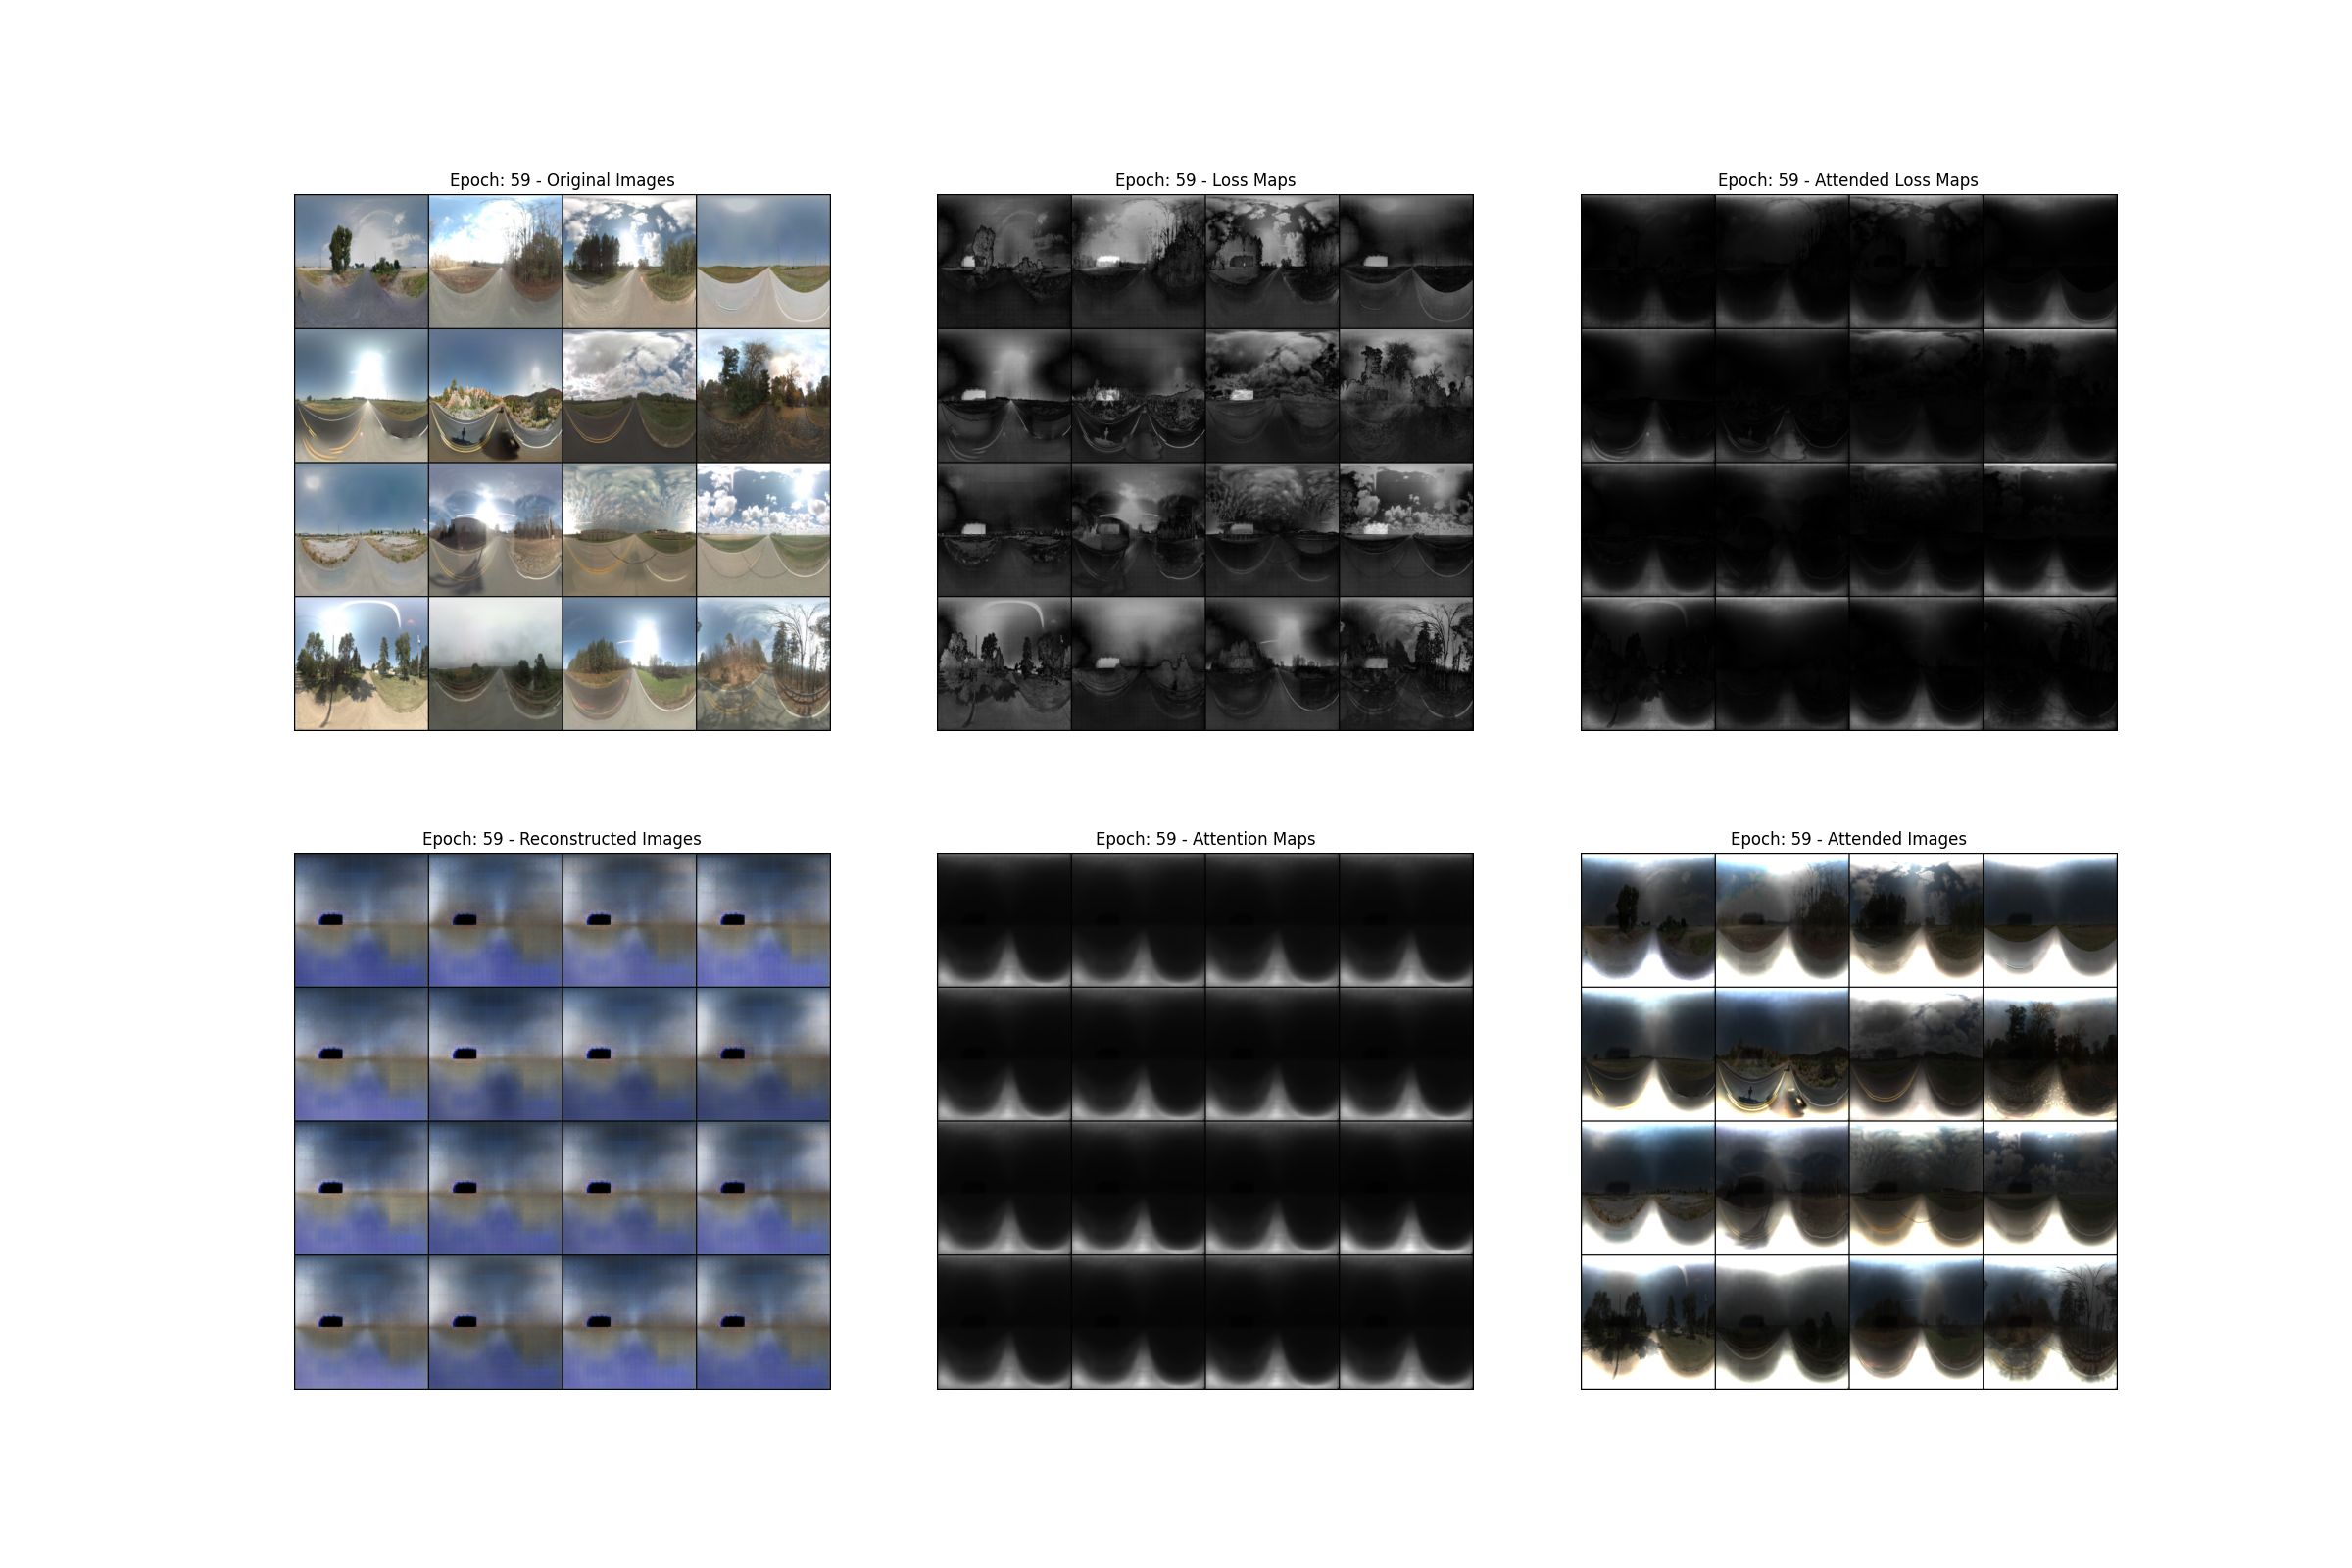 Epoch: 59 - Original Images
Epoch: 59 - Loss Maps
Epoch: 59 - Attended Loss Maps
Epoch: 59 - Reconstructed Images
Epoch: 59 - Attention Maps
Epoch: 59 - Attended Images